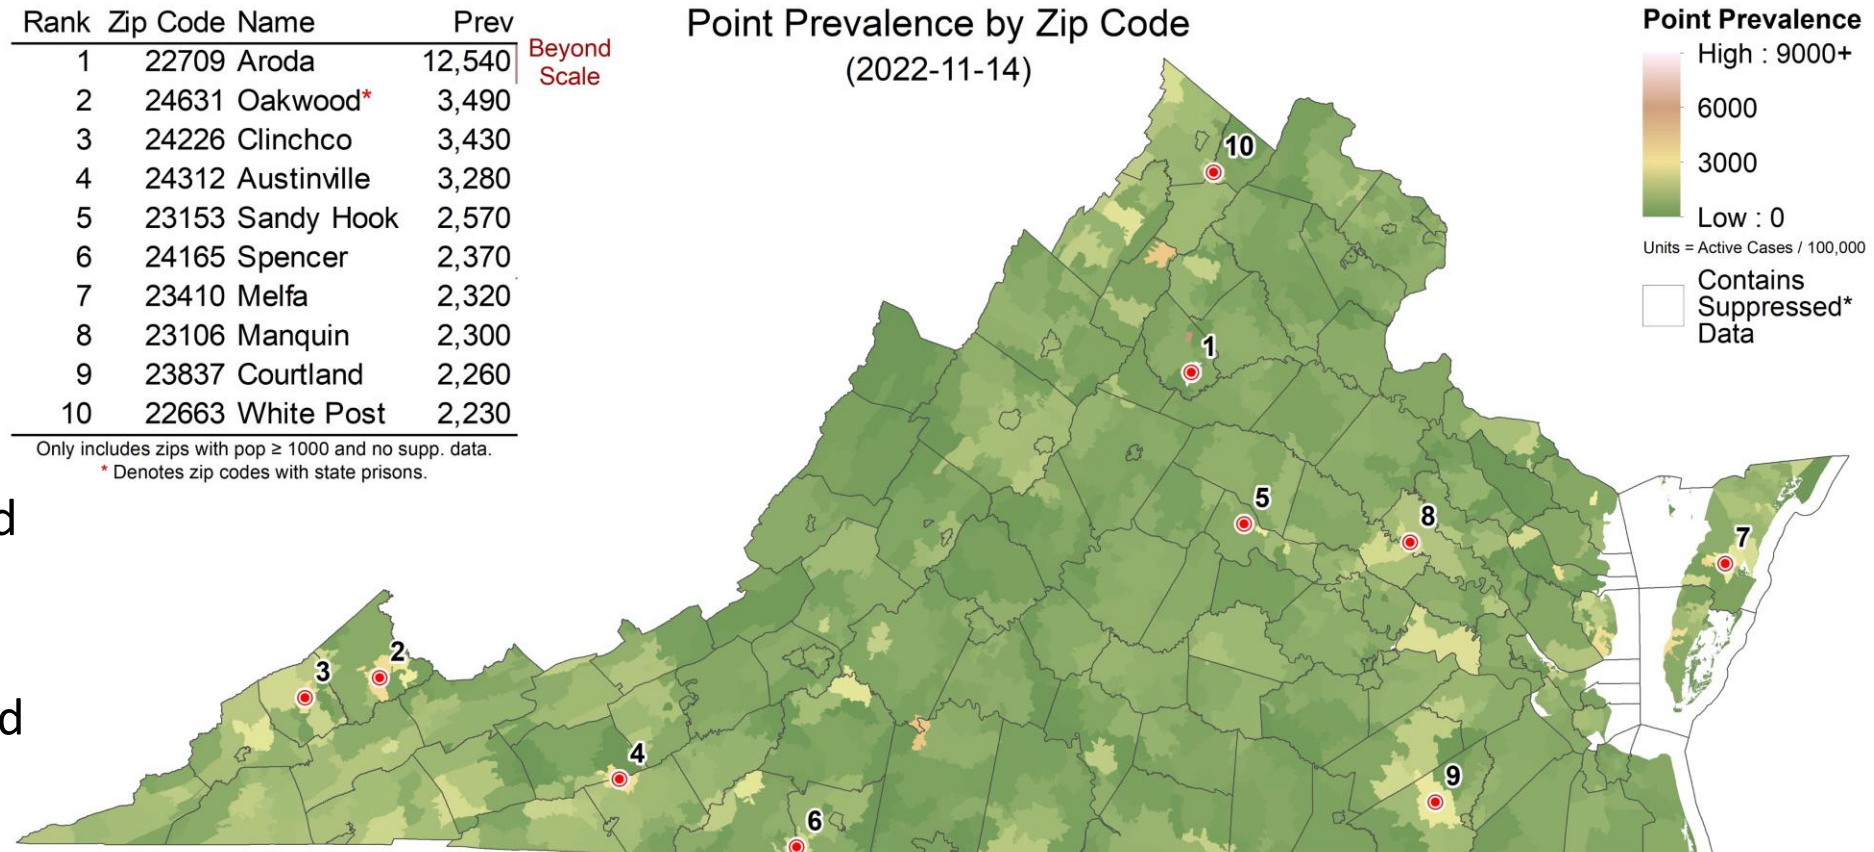 Rank Zip Code Name Prev
1 22709 Aroda 12,540
2 24631 Oakwood* 3,490
3 24226 Clinchco 3,430
4 24312 Austinville 3,280
5 23153 Sandy Hook 2,570
6 24165 Spencer 2,370
7 23410 Melfa 2,320
8 23106 Manquin 2,300
9 23837 Courtland 2,260
10 22663 White Post 2,230
Only includes zips with pop ≥ 1000 and no supp. data.
* Denotes zip codes with state prisons.
Beyond
Scale
d
d
Point Prevalence by Zip Code
(2022-11-14)
Point Prevalence
High : 9000+
6000
3000
Low : 0
Units = Active Cases / 100,000
Contains
Suppressed*
Data
10
1
5
8
7
2
3
4
9
6